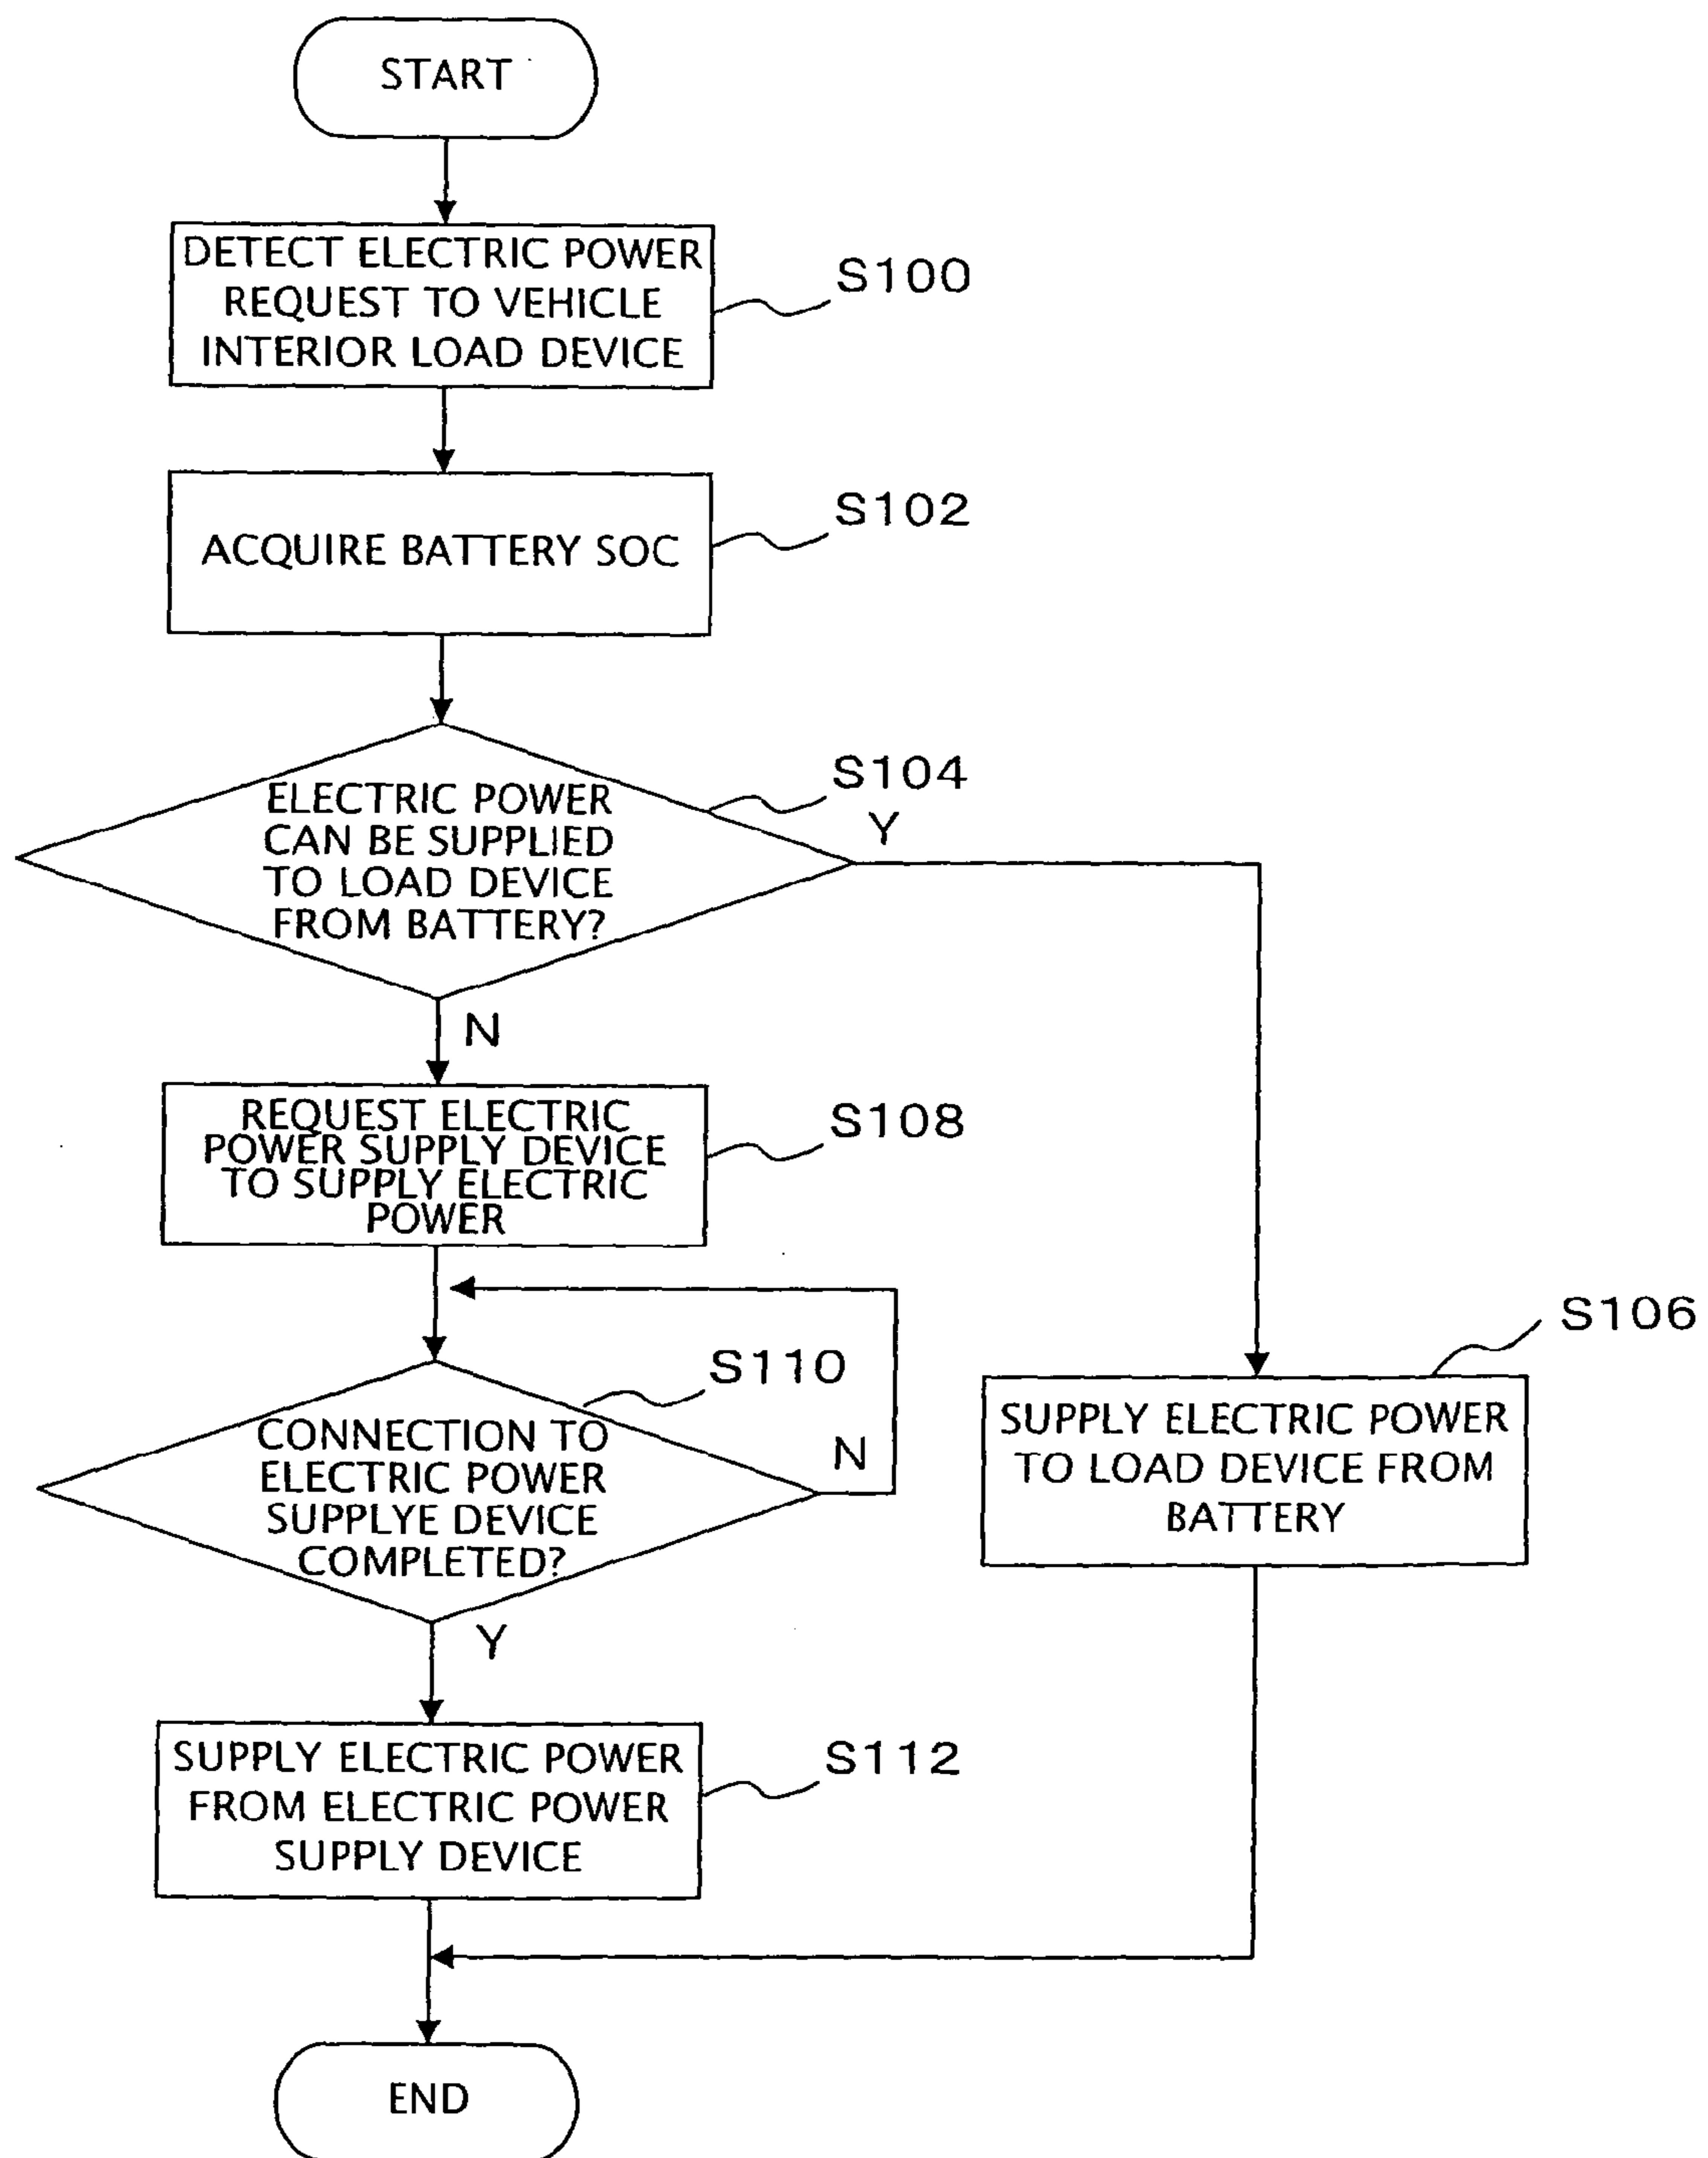 START
DETECT ELECTRIC POWER
REQUEST TO VEHICLE
INTERIOR LOAD DEVICE
S100
ACQUIRE BATTERY SOC
S102
ELECTRIC POWER
CAN BE SUPPLIED
TO LOAD DEVICE
FROM BATTERY?
S104
Y
N
REQUEST ELECTRIC
POWER SUPPLY DEVICE
TO SUPPLY ELECTRIC
POWER
S108
CONNECTION TO
ELECTRIC POWER
SUPPLYE DEVICE
COMPLETED?
S110
N
Y
SUPPLY ELECTRIC POWER
TO LOAD DEVICE FROM
BATTERY
S106
SUPPLY ELECTRIC POWER
FROM ELECTRIC POWER
SUPPLY DEVICE
S112
END